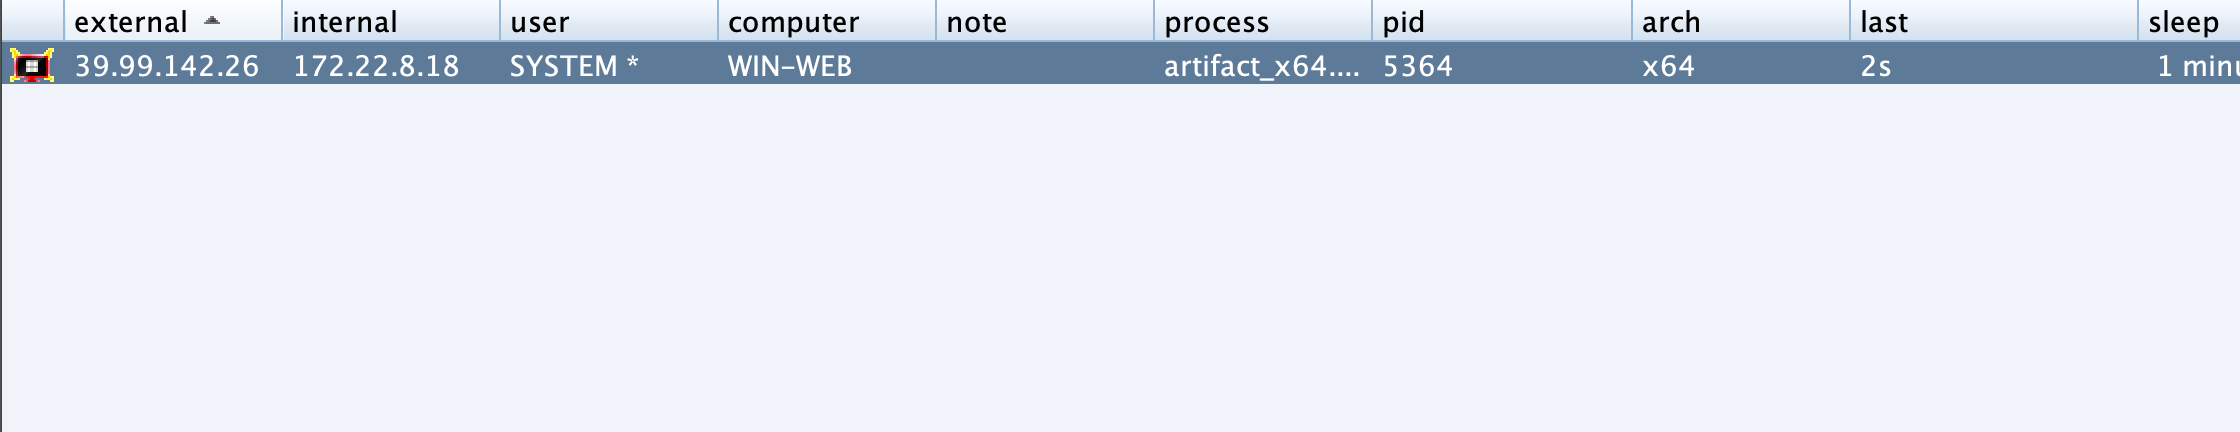 external internal user computer note process pid arch last sleep
39.99.142.26 172.22.8.18 SYSTEM * WIN-WEB artifact_x64.... 5364 x64 2s 1 minu